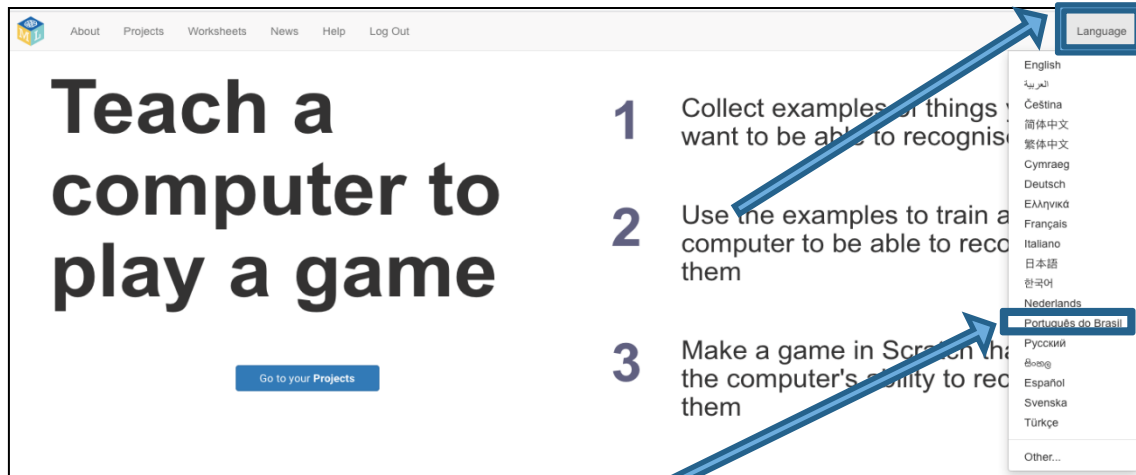 About Projects Worksheets News Help Log Out Language
Teach a
computer to
play a game
Go to your Projects
1 Collect examples of things
want to be able to recognise
2 Use the examples to train a
computer to be able to
them
3 Make a game in Scratch
the computer's ability to
them
English
العربية
Čeština
简体中文
繁体中文
Cymraeg
Deutsch
Ελληνικά
Français
Italiano
日本語
한국어
Nederlands
Português do Brasil
Русский
සිංහල
Español
Svenska
Türkçe
Other...